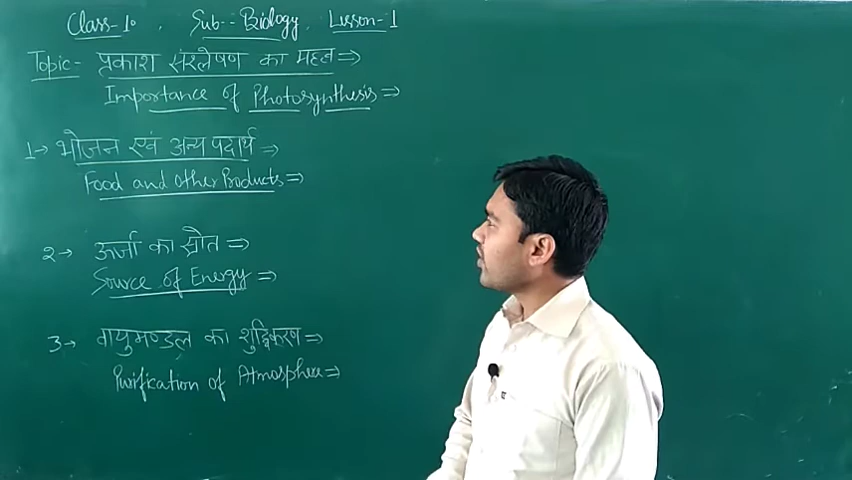 Class-10, Sub-- Biology, Lesson-1
Topic- प्रकाश संश्लेषण का महत्व ⇒
Importance of Photosynthesis ⇒
1→ भोजन एवं अन्य पदार्थ ⇒
Food and other Products ⇒
2→ ऊर्जा का स्रौत ⇒
Source of Energy ⇒
3→ वायुमण्डल का शुद्धिकरण ⇒
Purification of Atmosphere ⇒